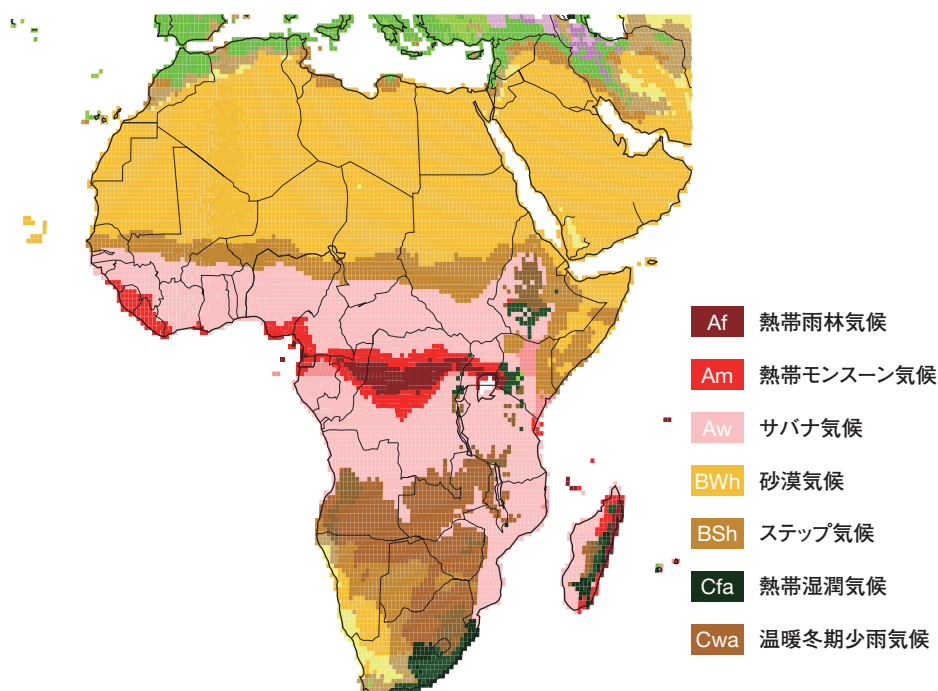 Af 熱帯雨林気候
Am 熱帯モンスーン気候
Aw サバナ気候
BWh 砂漠気候
BSh ステップ気候
Cfa 熱帯湿潤気候
Cwa 温暖冬期少雨気候